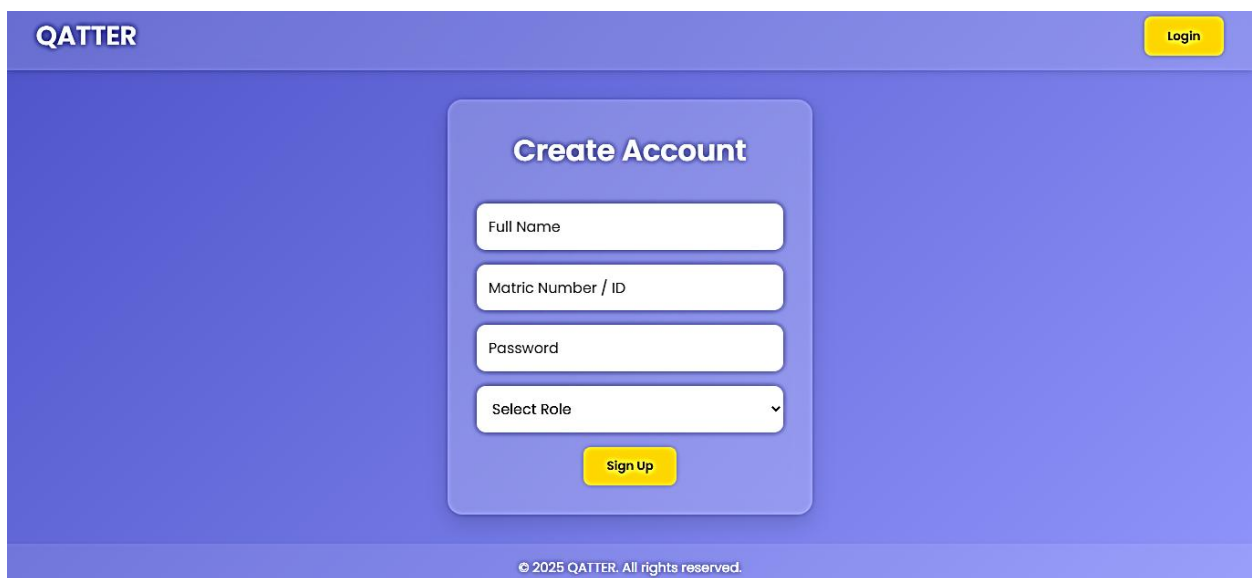 QATTER
Login
Create Account
Full Name
Matric Number / ID
Password
Select Role
Sign Up
© 2025 QATTER. All rights reserved.